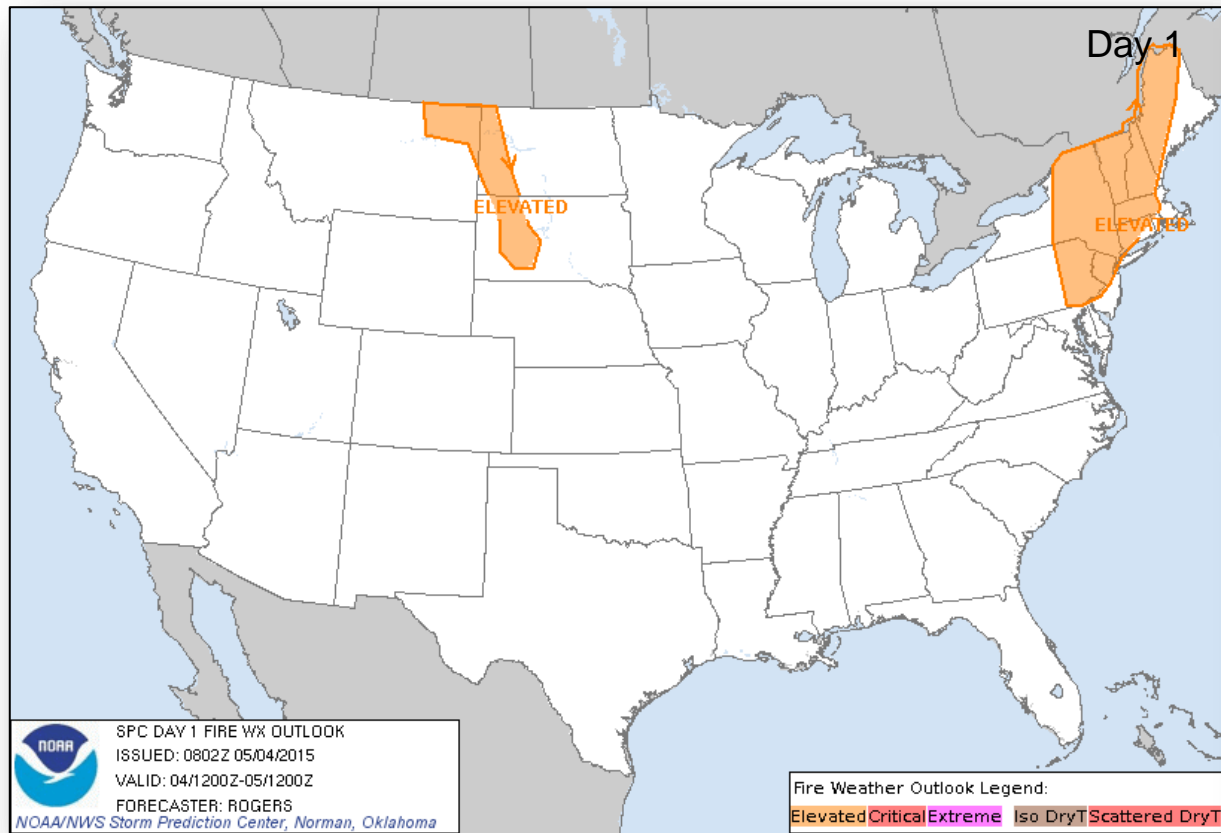 Day 1
ELEVATED
ELEVATED
NOAA
SPC DAY 1 FIRE WX OUTLOOK
ISSUED: 0802Z 05/04/2015
VALID: 04/1200Z-05/1200Z
FORECASTER: ROGERS
NOAA/NWS Storm Prediction Center, Norman, Oklahoma
Fire Weather Outlook Legend:
Elevated Critical Extreme Iso DryT Scattered DryT